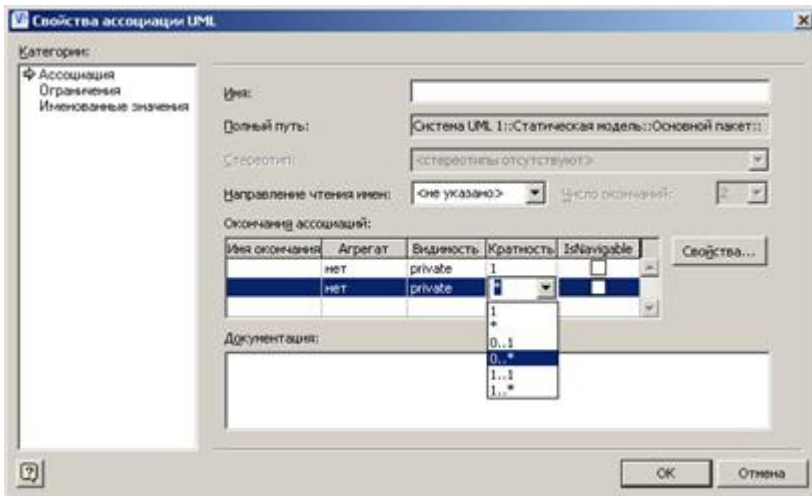 Свойства ассоциации UML
Категории:
Ассоциация
Ограничения
Именованные значения
Имя:
Полный путь: Система UML 1::Статическая модель::Основной пакет::
Стереотип: <стереотипы отсутствуют>
Направление чтения имен: <не указано> Число окончаний: 2
Окончания ассоциаций:
Имя окончания Агрегат Видимость Кратность IsNavigable Свойства...
нет private 1
нет private *
1
*
0..1
0..*
1..1
1..*
Документация:
OK Отмена